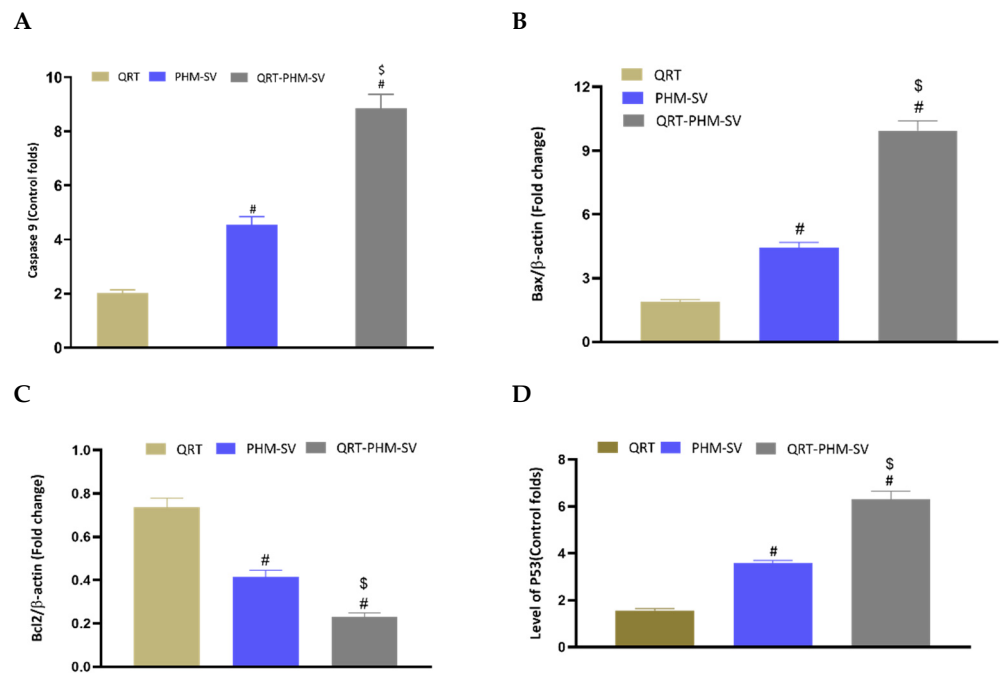 A
QRT PHM-SV QRT-PHM-SV
Caspase 9 (Control folds)
10
8
6
4
2
0
#
$
#
B
QRT
PHM-SV
QRT-PHM-SV
Bax/β-actin (Fold change)
12
9
6
3
0
#
$
#
C
QRT PHM-SV QRT-PHM-SV
Bcl2/β-actin (Fold change)
1.0
0.8
0.6
0.4
0.2
0.0
#
$
#
D
QRT PHM-SV QRT-PHM-SV
Level of P53(Control folds)
8
6
4
2
0
#
$
#